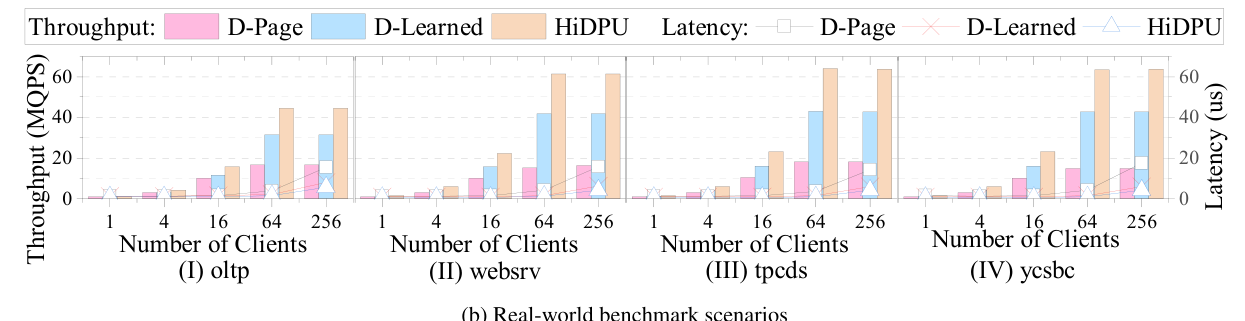 Throughput: D-Page D-Learned HiDPU Latency: D-Page D-Learned HiDPU
Throughput (MQPS)
60
40
20
0
1 4 16 64 256
Number of Clients
(I) oltp
1 4 16 64 256
Number of Clients
(II) websrv
1 4 16 64 256
Number of Clients
(III) tpcds
1 4 16 64 256
Number of Clients
(IV) ycsbc
60
40
20
0
Latency (us)
(b) Real-world benchmark scenarios